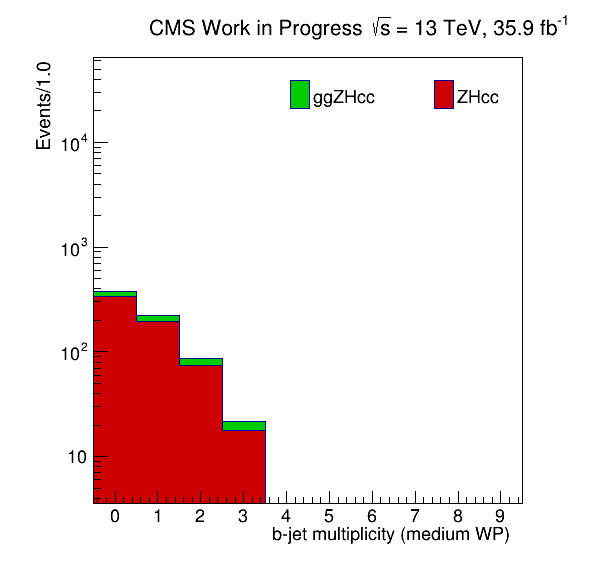 CMS Work in Progress √s = 13 TeV, 35.9 fb⁻¹
Events/1.0
ggZHcc
ZHcc
10⁴
10³
10²
10
0 1 2 3 4 5 6 7 8 9
b-jet multiplicity (medium WP)